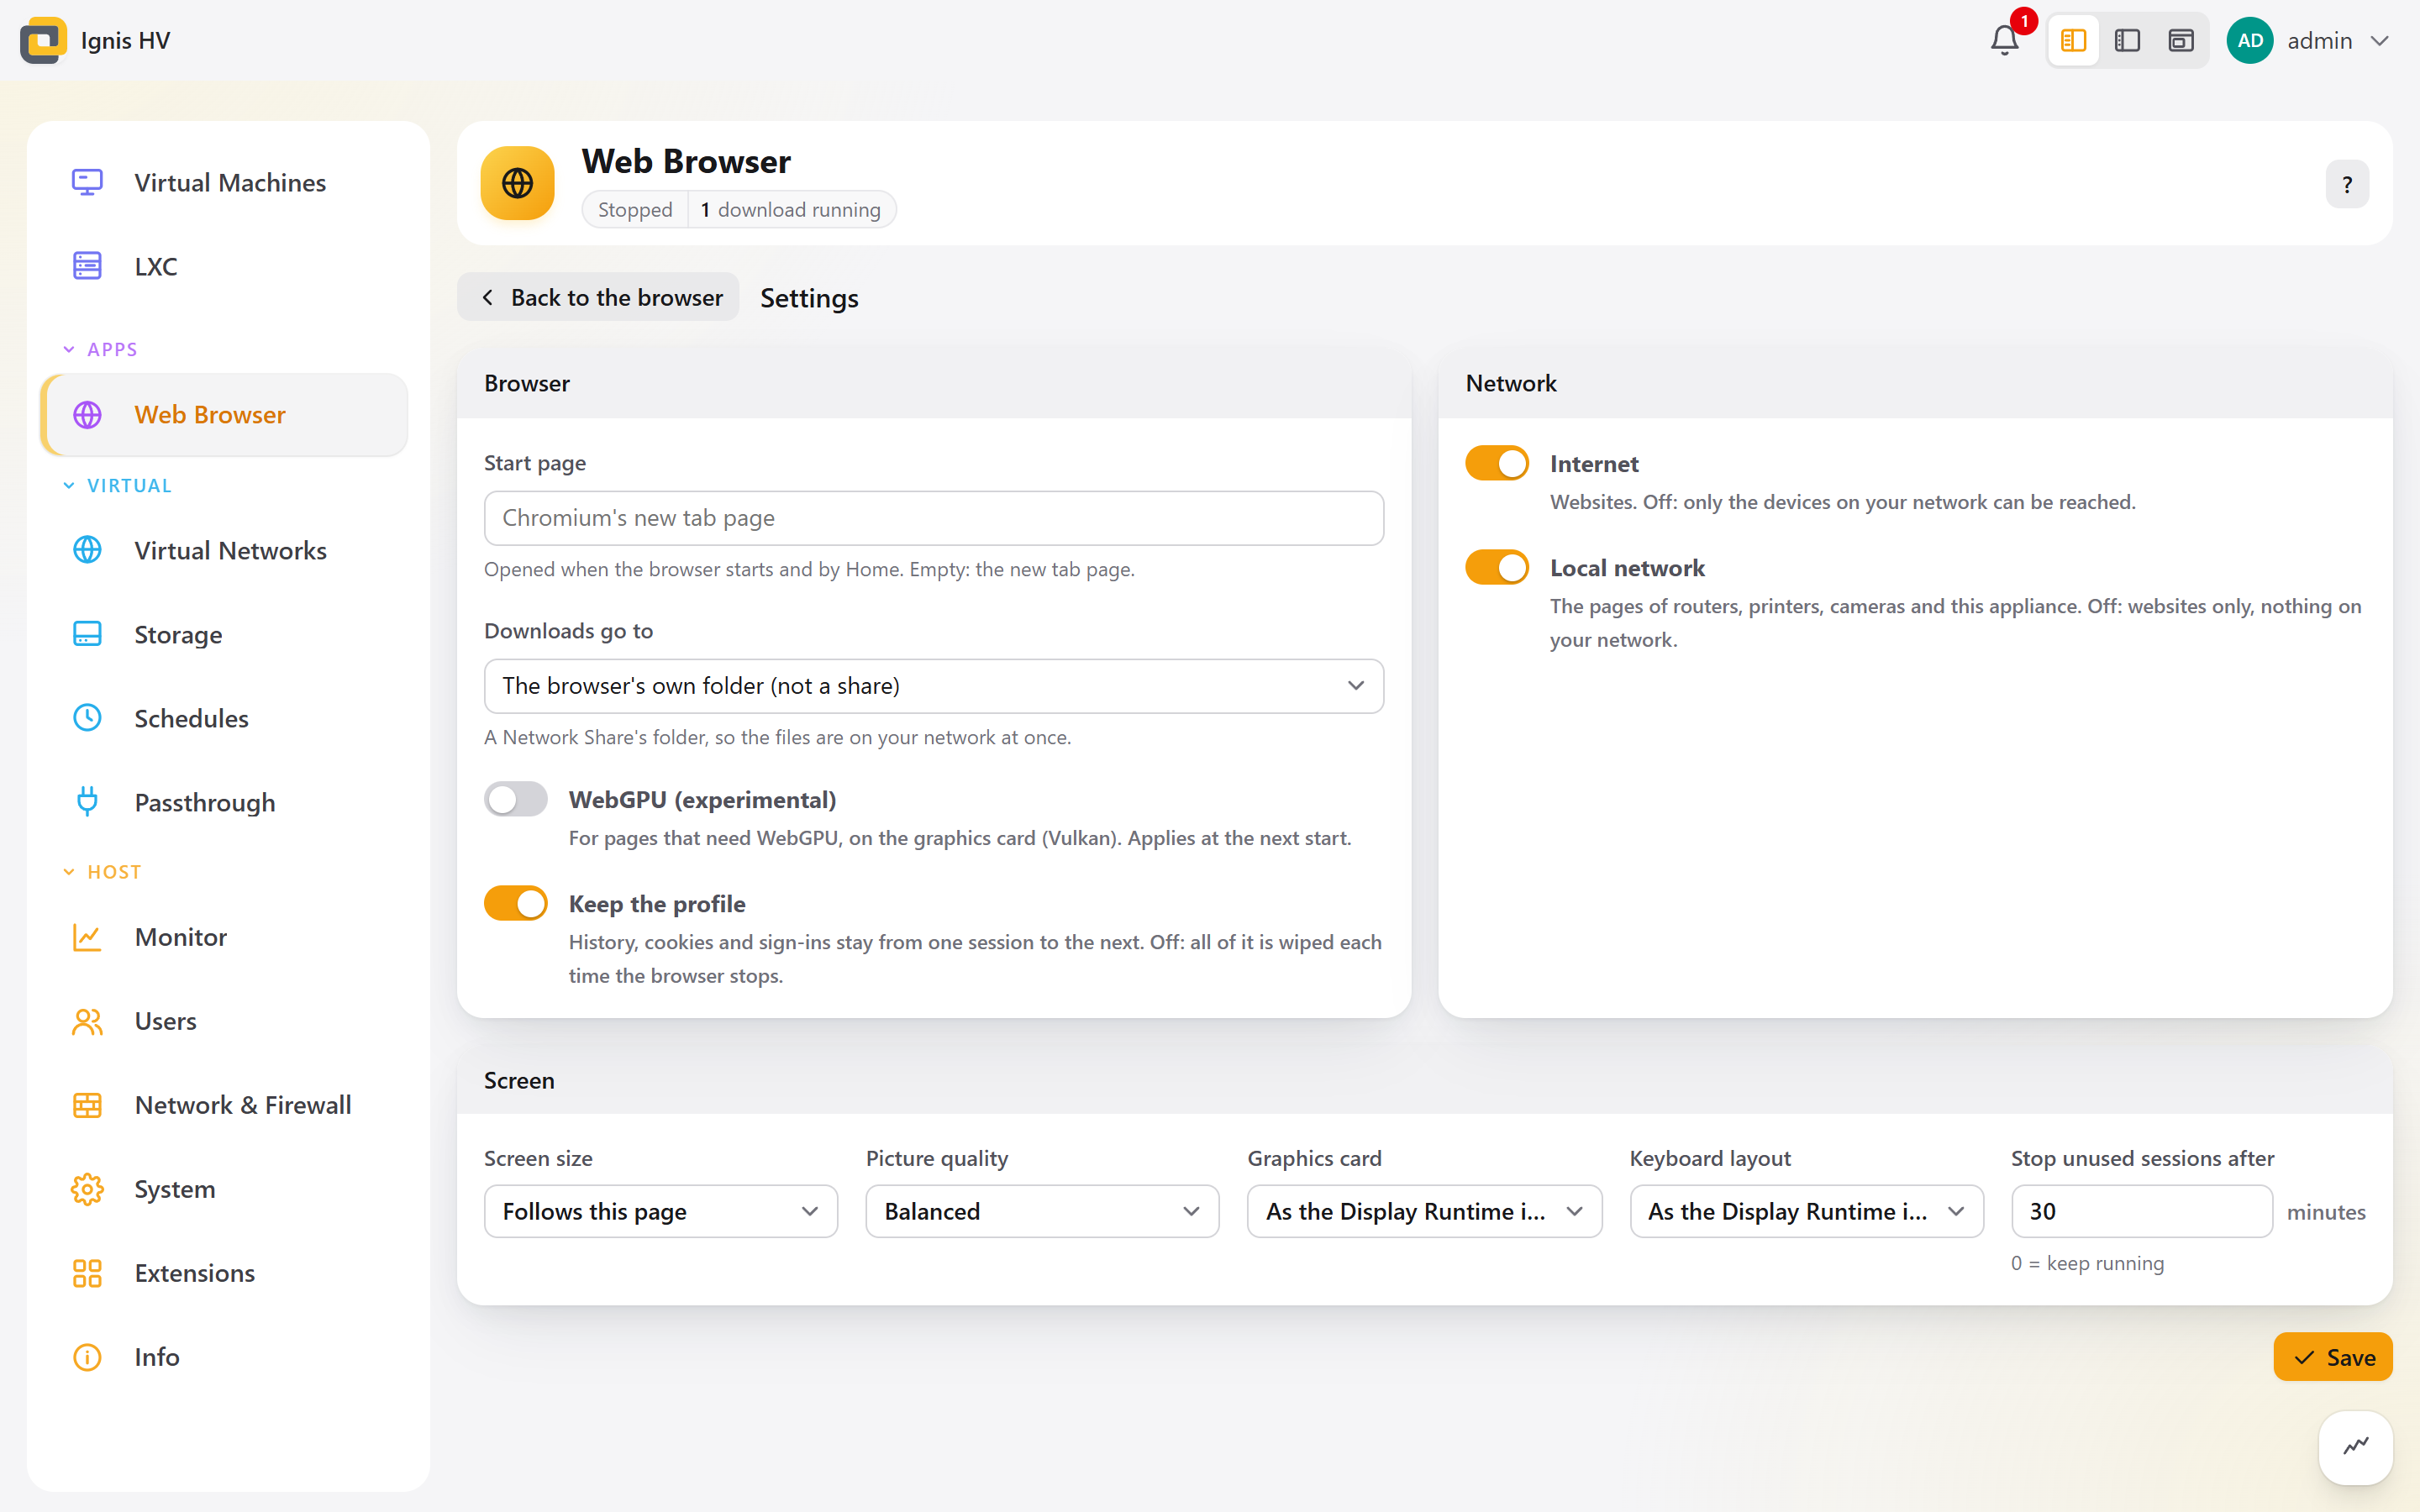 Ignis HV
1
AD
admin
Virtual Machines
LXC
APPS
Web Browser
VIRTUAL
Virtual Networks
Storage
Schedules
Passthrough
HOST
Monitor
Users
Network & Firewall
System
Extensions
Info
Web Browser
Stopped
1 download running
?
Back to the browser
Settings
Browser
Start page
Chromium's new tab page
Opened when the browser starts and by Home. Empty: the new tab page.
Downloads go to
The browser's own folder (not a share)
A Network Share's folder, so the files are on your network at once.
WebGPU (experimental)
For pages that need WebGPU, on the graphics card (Vulkan). Applies at the next start.
Keep the profile
History, cookies and sign-ins stay from one session to the next. Off: all of it is wiped each
time the browser stops.
Network
Internet
Websites. Off: only the devices on your network can be reached.
Local network
The pages of routers, printers, cameras and this appliance. Off: websites only, nothing on
your network.
Screen
Screen size
Follows this page
Picture quality
Balanced
Graphics card
As the Display Runtime i...
Keyboard layout
As the Display Runtime i...
Stop unused sessions after
30
minutes
0 = keep running
Save